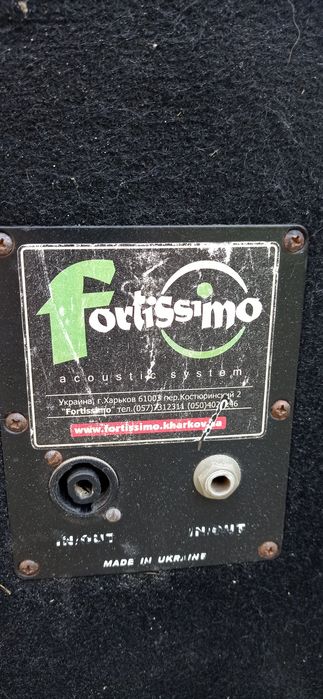 Fortissimo
acoustic system
Украина, г.Харьков 61003 пер.Костюринский 2
"Fortissimo" тел.(057)7312311 (050)
www.fortissimo.kharkov.ua
IN/OUT IN/OUT
MADE IN UKRAINE